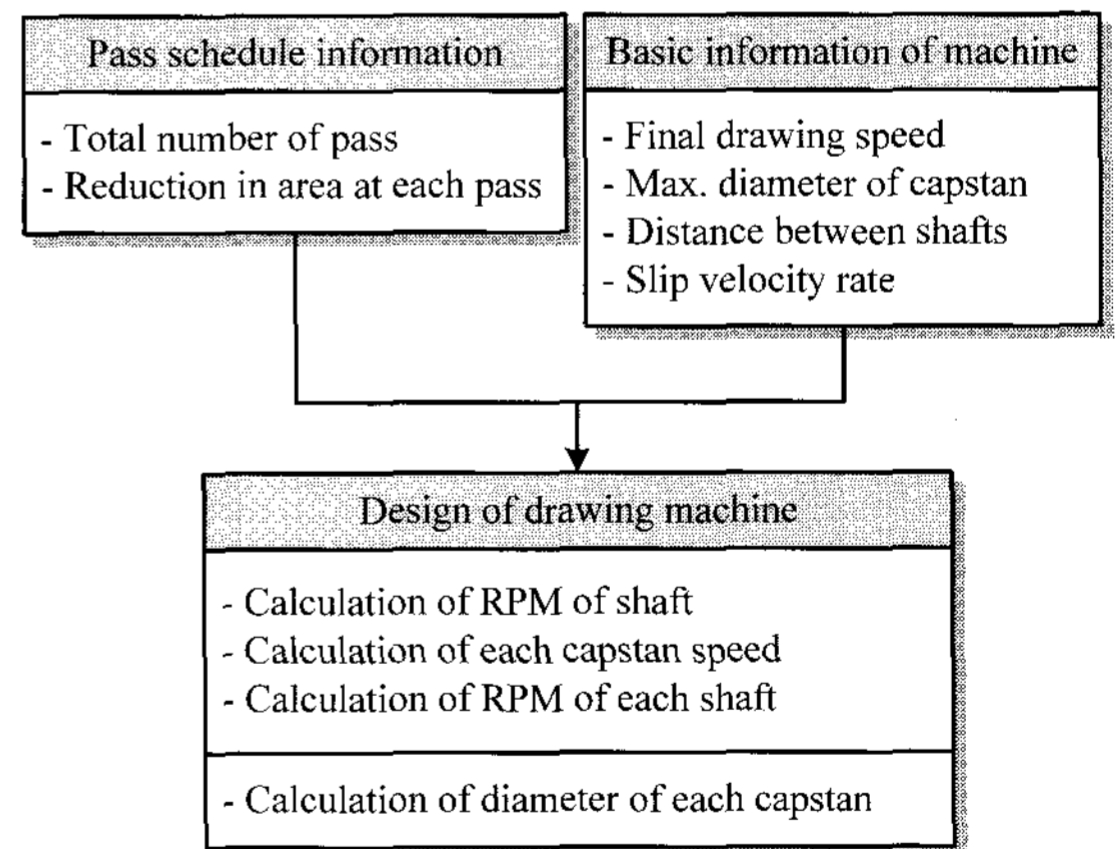 Pass schedule information
- Total number of pass
- Reduction in area at each pass
Basic information of machine
- Final drawing speed
- Max. diameter of capstan
- Distance between shafts
- Slip velocity rate
Design of drawing machine
- Calculation of RPM of shaft
- Calculation of each capstan speed
- Calculation of RPM of each shaft
- Calculation of diameter of each capstan